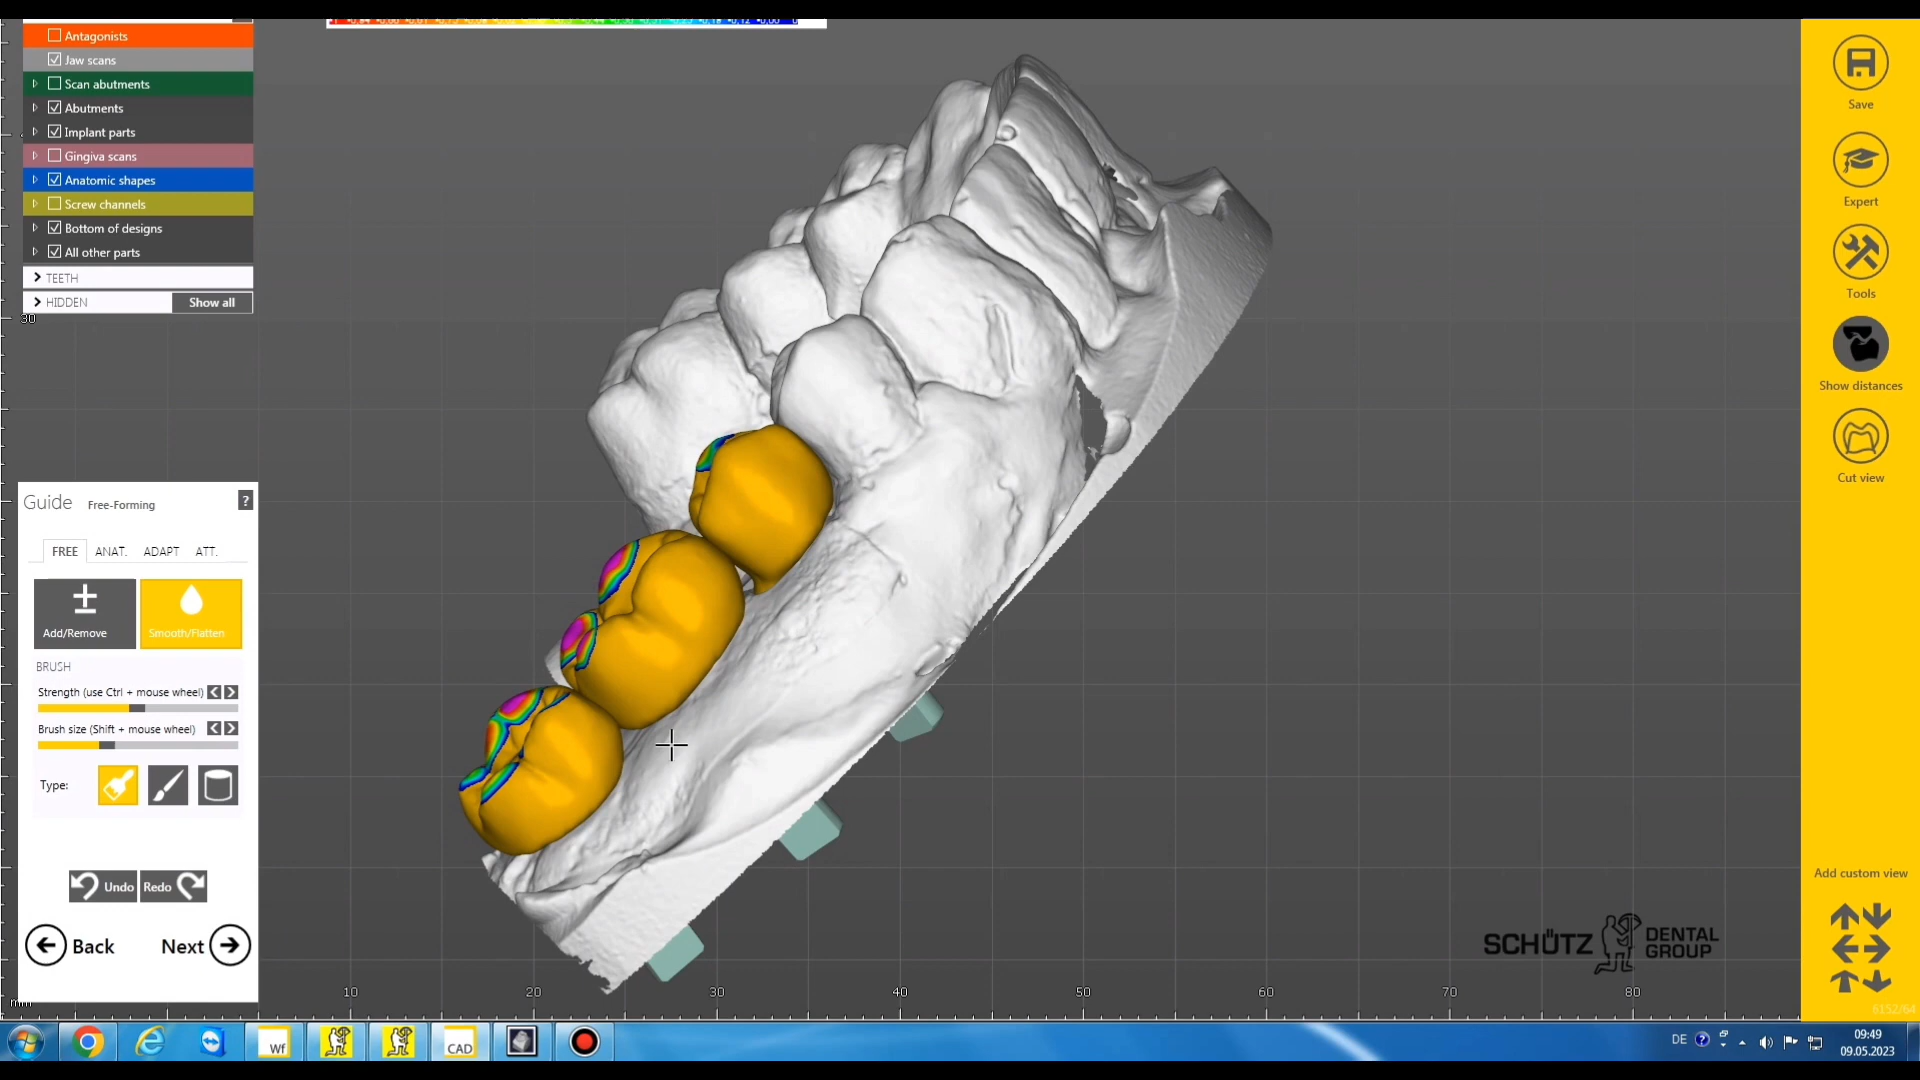 Antagonists
Jaw scans
Scan abutments
Abutments
Implant parts
Gingiva scans
Anatomic shapes
Screw channels
Bottom of designs
All other parts
TEETH
HIDDEN
Show all
30
Guide Free-Forming ?
FREE ANAT. ADAPT ATT.
Add/Remove
Smooth/Flatten
BRUSH
Strength (use Ctrl + mouse wheel)
Brush size (Shift + mouse wheel)
Type:
Undo Redo
Back Next
10 20 30 40 50 60 70 80
Save
Expert
Tools
Show distances
Cut view
Add custom view
6152/64
SCHÜTZ DENTAL
GROUP
Wf
CAD
DE
09:49
09.05.2023